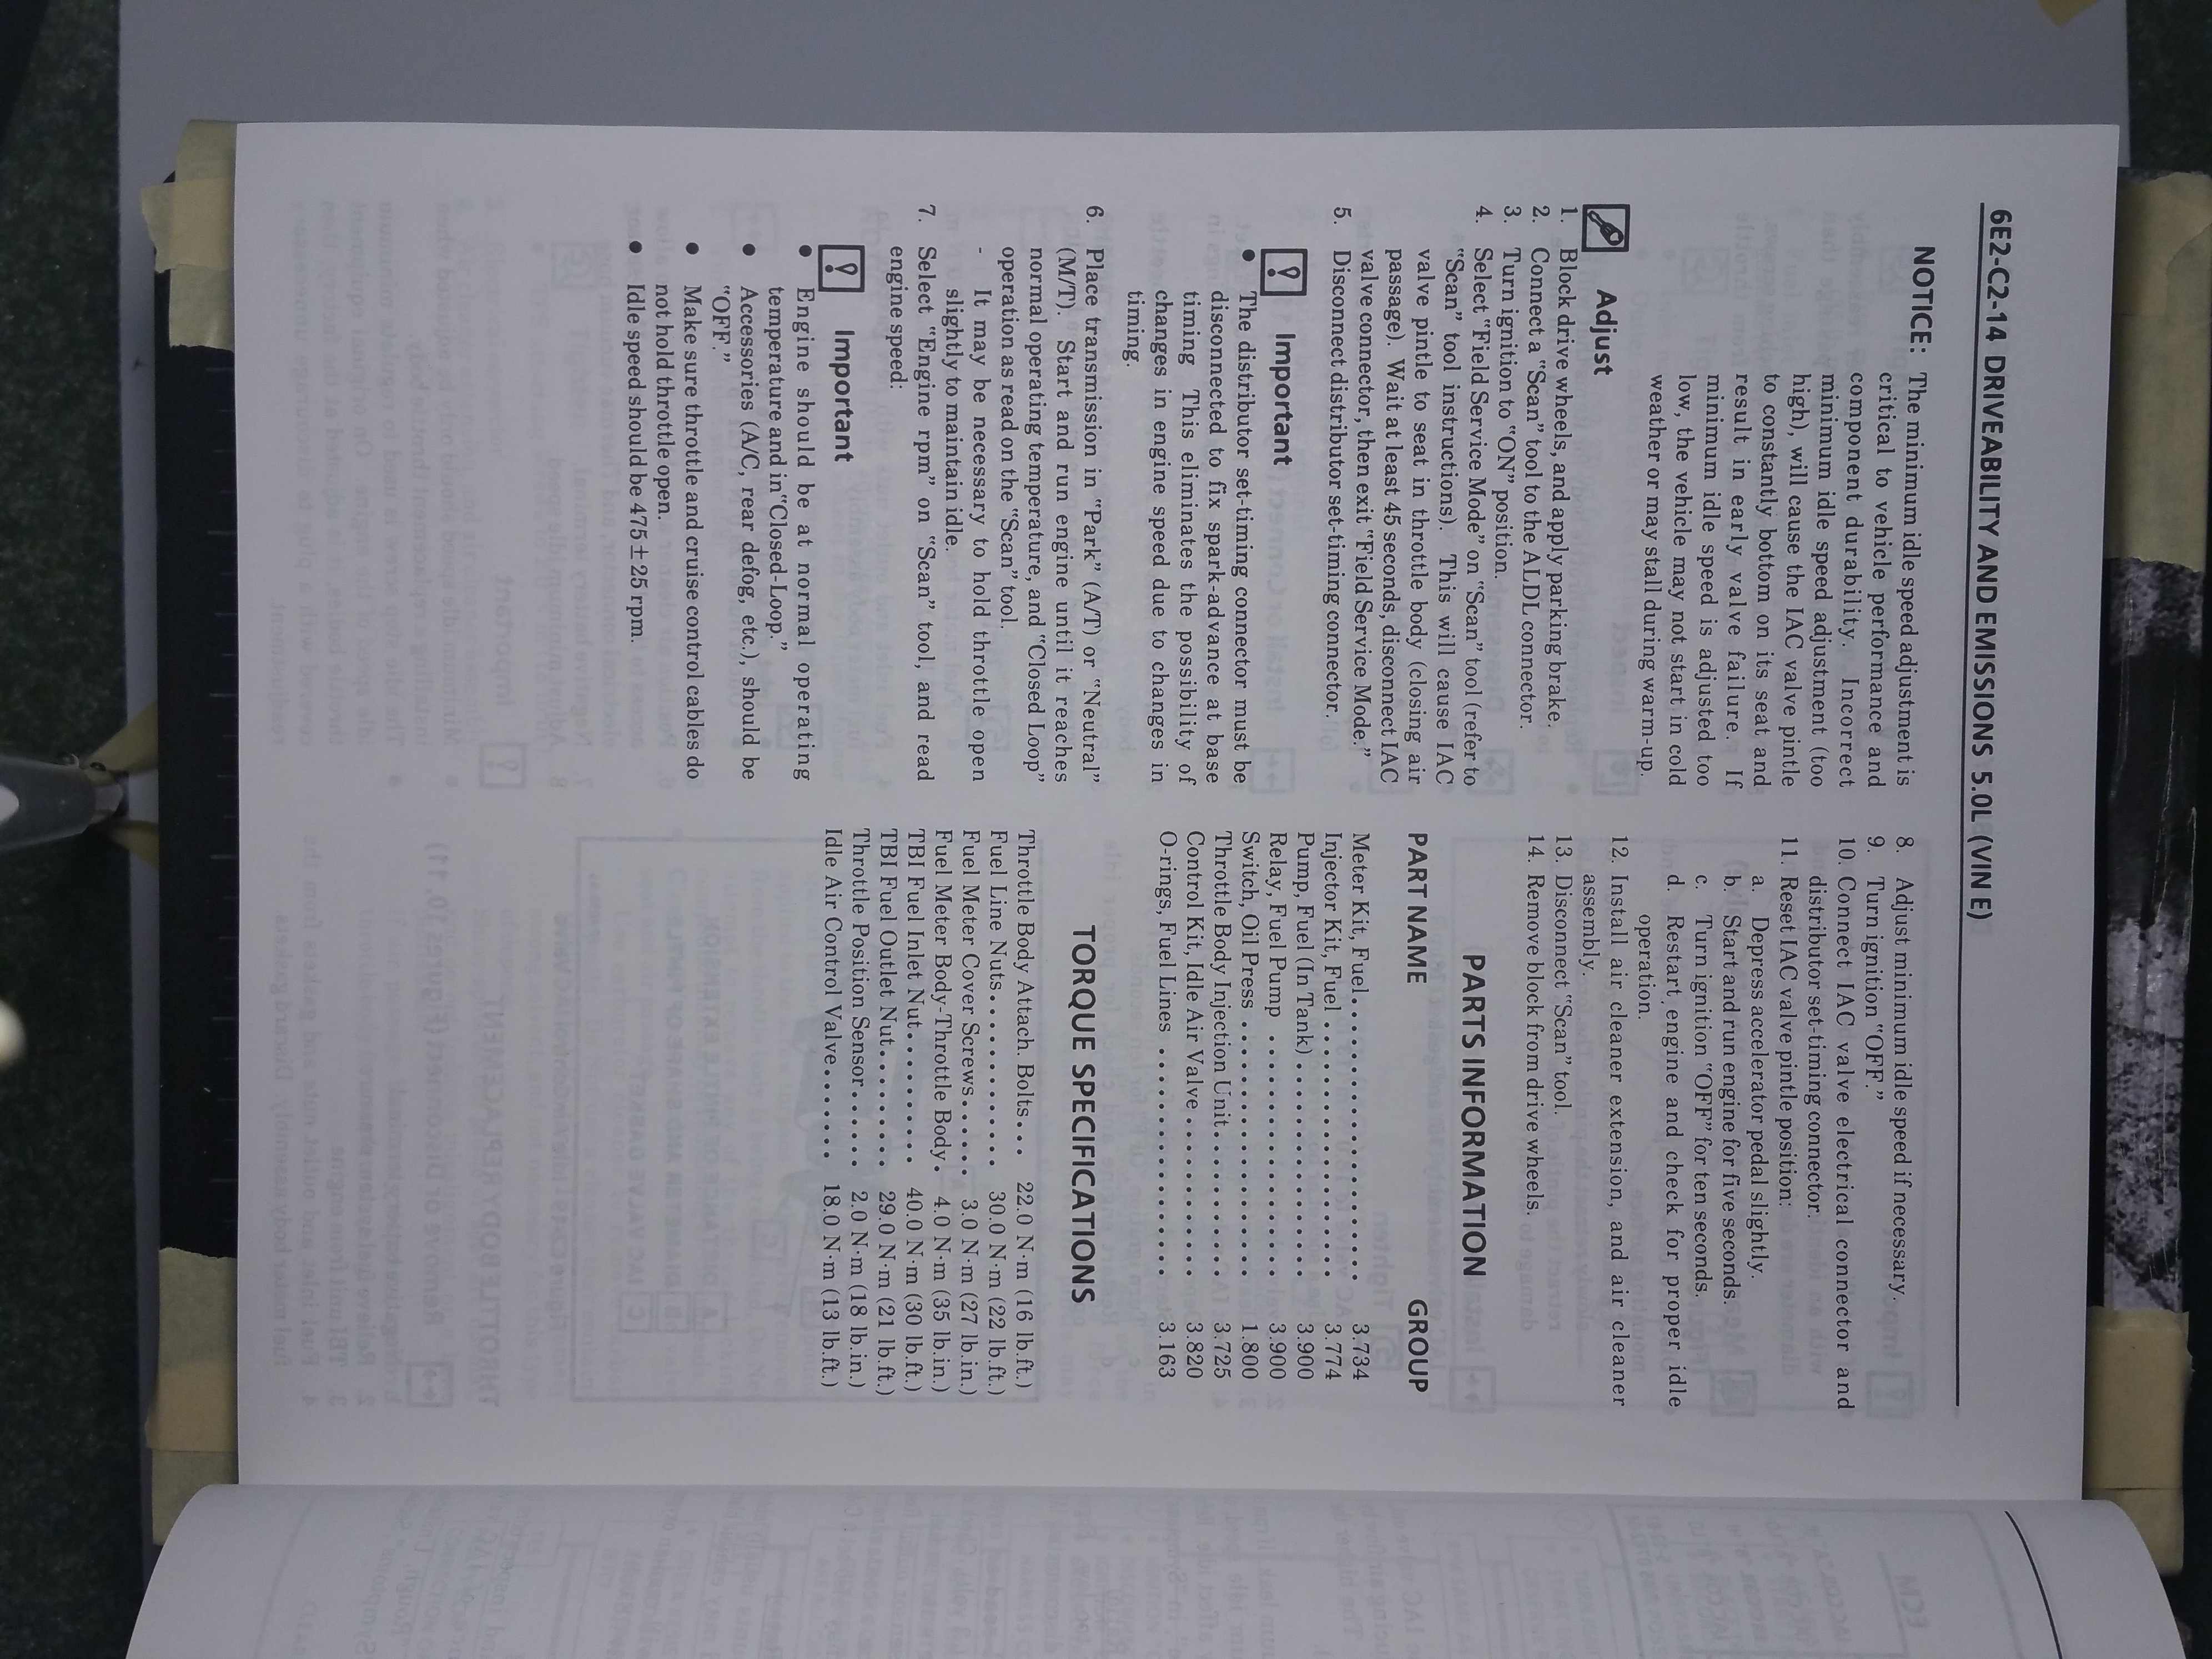 6E2-C2-14 DRIVEABILITY AND EMISSIONS 5.0L (VIN E)
NOTICE: The minimum idle speed adjustment is
critical to vehicle performance and
component durability. Incorrect
minimum idle speed adjustment (too
high), will cause the IAC valve pintle
to constantly bottom on its seat and
result in early valve failure. If
minimum idle speed is adjusted too
low, the vehicle may not start in cold
weather or may stall during warm-up.
Adjust
1. Block drive wheels, and apply parking brake.
2. Connect a "Scan" tool to the ALDL connector.
3. Turn ignition to "ON" position.
4. Select "Field Service Mode" on "Scan" tool (refer to
"Scan" tool instructions). This will cause IAC
valve pintle to seat in throttle body (closing air
passage). Wait at least 45 seconds, disconnect IAC
valve connector, then exit "Field Service Mode."
5. Disconnect distributor set-timing connector.
Important
● The distributor set-timing connector must be
disconnected to fix spark-advance at base
timing This eliminates the possibility of
changes in engine speed due to changes in
timing.
6. Place transmission in "Park" (A/T) or "Neutral"
(M/T). Start and run engine until it reaches
normal operating temperature, and "Closed Loop"
operation as read on the "Scan" tool.
- It may be necessary to hold throttle open
slightly to maintain idle.
7. Select "Engine rpm" on "Scan" tool, and read
engine speed:
Important
● Engine should be at normal operating
temperature and in "Closed-Loop."
● Accessories (A/C, rear defog, etc.), should be
"OFF."
● Make sure throttle and cruise control cables do
not hold throttle open.
● Idle speed should be 475 ± 25 rpm.
8. Adjust minimum idle speed if necessary.
9. Turn ignition "OFF."
10. Connect IAC valve electrical connector and
distributor set-timing connector.
11. Reset IAC valve pintle position:
a. Depress accelerator pedal slightly.
b. Start and run engine for five seconds.
c. Turn ignition "OFF" for ten seconds.
d. Restart engine and check for proper idle
operation.
12. Install air cleaner extension, and air cleaner
assembly.
13. Disconnect "Scan" tool.
14. Remove block from drive wheels.
PARTS INFORMATION
PART NAME GROUP
Meter Kit, Fuel 3.734
Injector Kit, Fuel 3.774
Pump, Fuel (In Tank) 3.900
Relay, Fuel Pump 3.900
Switch, Oil Press 1.800
Throttle Body Injection Unit 3.725
Control Kit, Idle Air Valve 3.820
O-rings, Fuel Lines 3.163
TORQUE SPECIFICATIONS
Throttle Body Attach. Bolts... 22.0 N·m (16 lb.ft.)
Fuel Line Nuts 30.0 N·m (22 lb.ft.)
Fuel Meter Cover Screws 3.0 N·m (27 lb.in.)
Fuel Meter Body-Throttle Body. 4.0 N·m (35 lb.in.)
TBI Fuel Inlet Nut 40.0 N·m (30 lb.ft.)
TBI Fuel Outlet Nut 29.0 N·m (21 lb.ft.)
Throttle Position Sensor 2.0 N·m (18 lb.in.)
Idle Air Control Valve 18.0 N·m (13 lb.ft.)